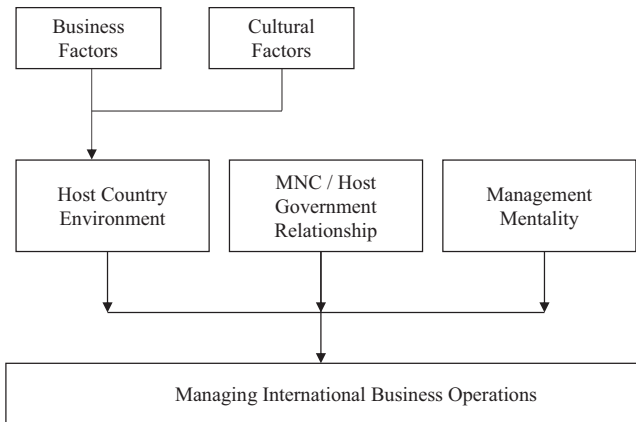 Business
Factors
Cultural
Factors
Host Country
Environment
MNC / Host
Government
Relationship
Management
Mentality
Managing International Business Operations